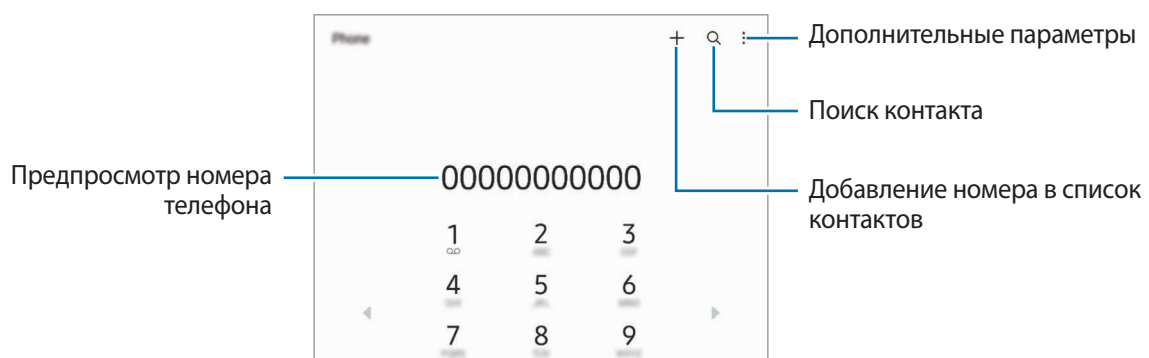 Phone
Дополнительные параметры
Поиск контакта
Предпросмотр номера
телефона
00000000000
Добавление номера в список
контактов
1 2 3
4 5 6
7 8 9